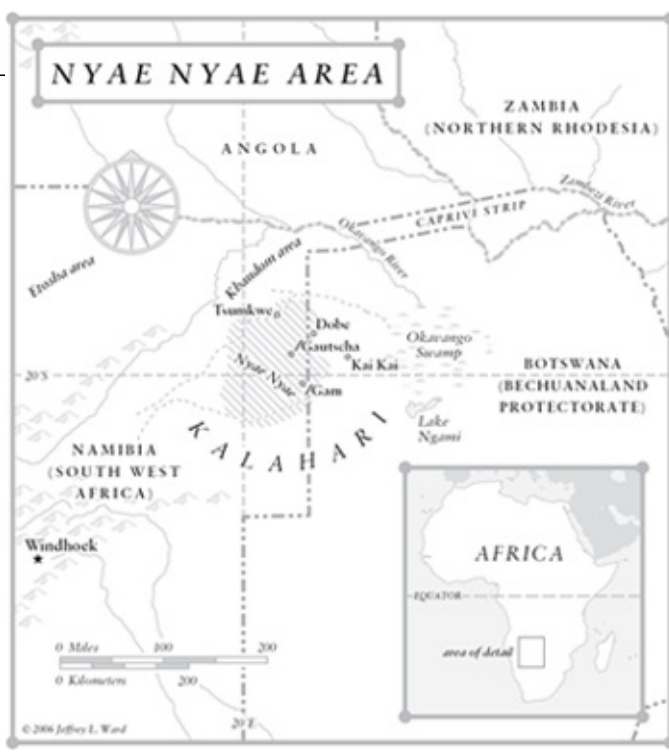 NYAE NYAE AREA
ZAMBIA
(NORTHERN RHODESIA)
ANGOLA
Zambezi River
CAPRIVI STRIP
Okavango River
Khaudum area
Etosha area
Tsumkwe
Dobe
/Gautscha
Kai Kai
Okavango
Swamp
Nyae Nyae
/Gam
20°S
BOTSWANA
(BECHUANALAND
PROTECTORATE)
KALAHARI
Lake
Ngami
NAMIBIA
(SOUTH WEST
AFRICA)
Windhoek
AFRICA
EQUATOR
area of detail
0 Miles 100 200
0 Kilometers 200
20°E
© 2006 Jeffrey L. Ward